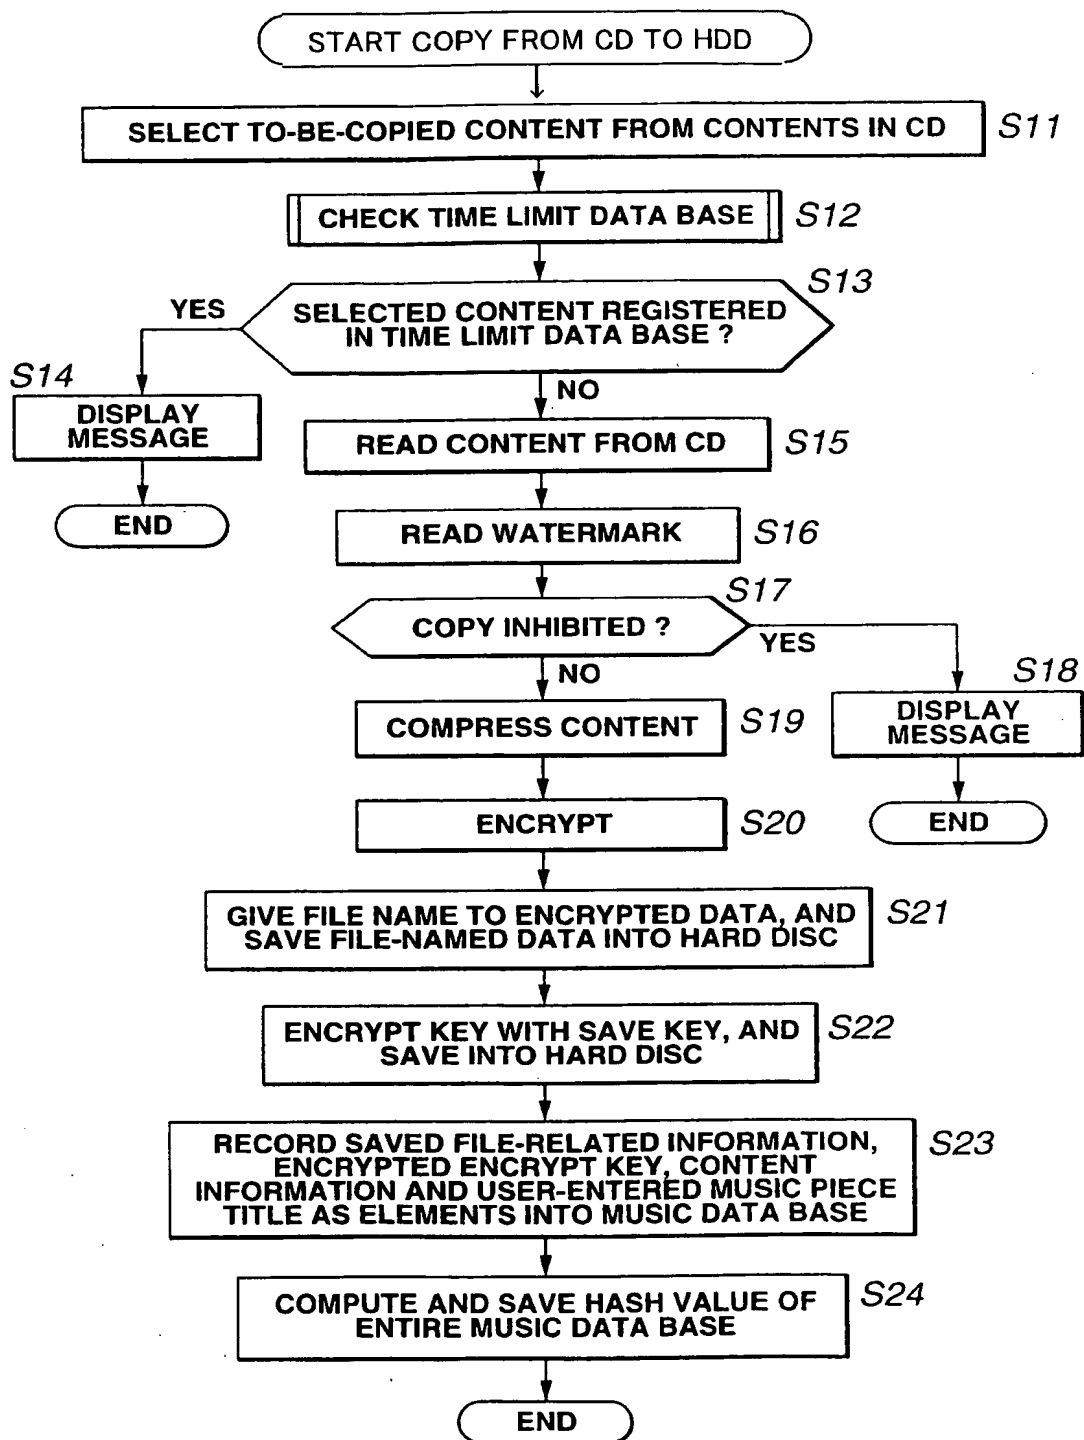 START COPY FROM CD TO HDD
SELECT TO-BE-COPIED CONTENT FROM CONTENTS IN CD
S11
CHECK TIME LIMIT DATA BASE
S12
S13
YES
SELECTED CONTENT REGISTERED
IN TIME LIMIT DATA BASE ?
S14
NO
DISPLAY
MESSAGE
READ CONTENT FROM CD
S15
END
READ WATERMARK
S16
S17
COPY INHIBITED ?
YES
NO
S18
COMPRESS CONTENT
S19
DISPLAY
MESSAGE
ENCRYPT
S20
END
GIVE FILE NAME TO ENCRYPTED DATA, AND
SAVE FILE-NAMED DATA INTO HARD DISC
S21
ENCRYPT KEY WITH SAVE KEY, AND
SAVE INTO HARD DISC
S22
RECORD SAVED FILE-RELATED INFORMATION,
ENCRYPTED ENCRYPT KEY, CONTENT
INFORMATION AND USER-ENTERED MUSIC PIECE
TITLE AS ELEMENTS INTO MUSIC DATA BASE
S23
COMPUTE AND SAVE HASH VALUE OF
ENTIRE MUSIC DATA BASE
S24
END